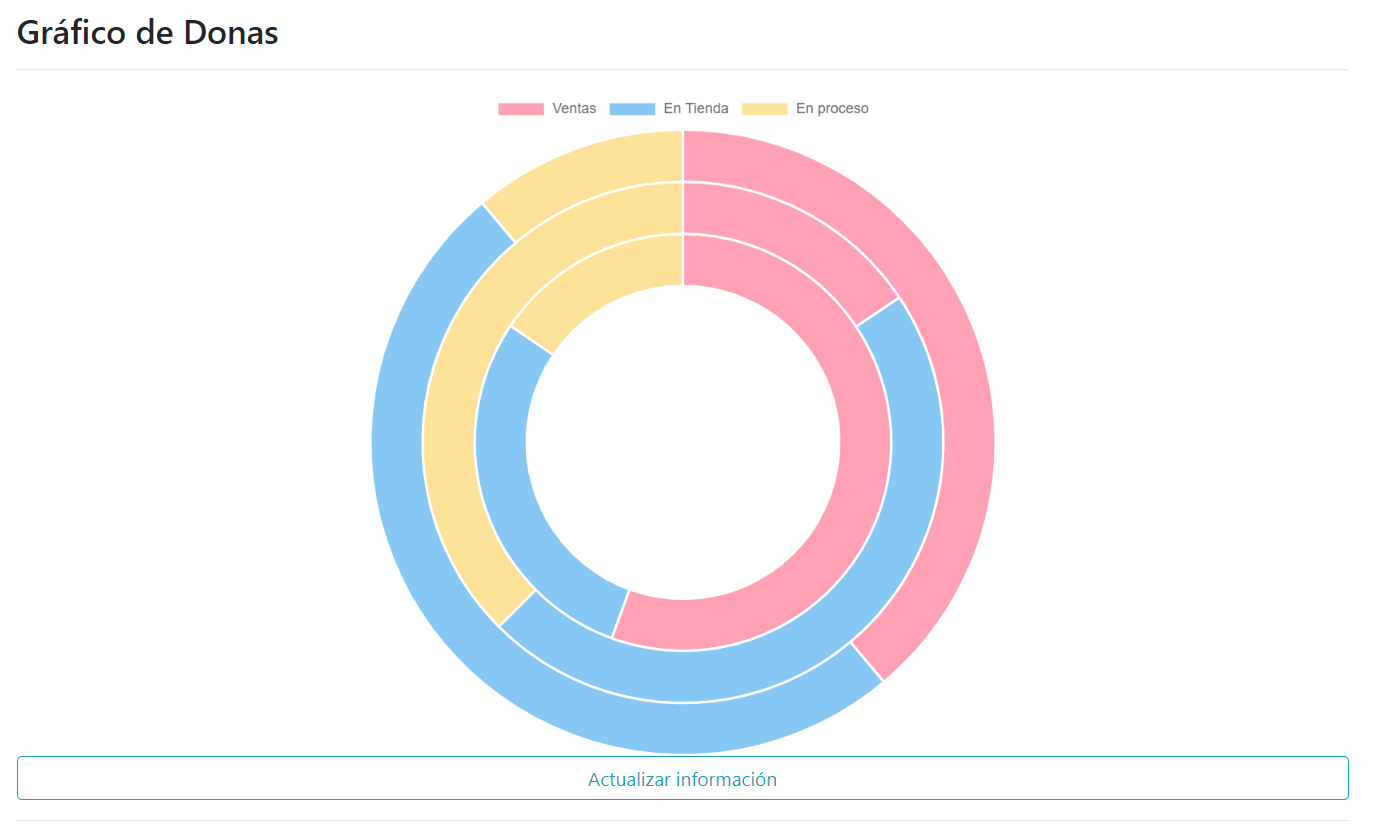 Gráfico de Donas
Ventas En Tienda En proceso
Actualizar información